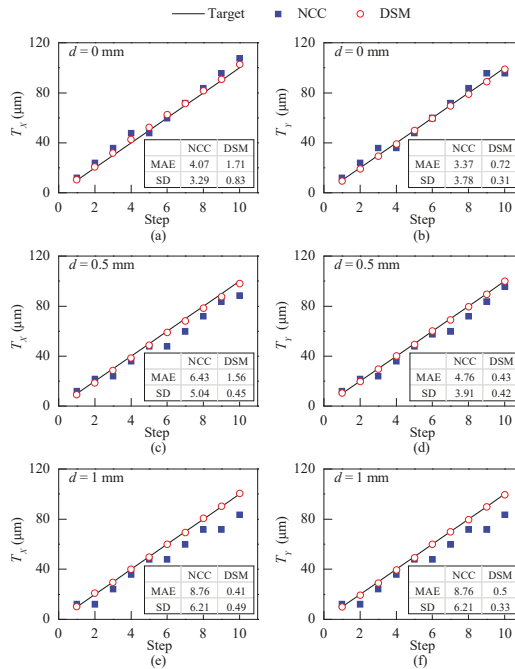 Target NCC DSM
d = 0 mm
d = 0 mm
120
80
40
0
T_X (μm)
NCC DSM
MAE 4.07 1.71
SD 3.29 0.83
0 2 4 6 8 10
Step
(a)
120
80
40
0
T_Y (μm)
NCC DSM
MAE 3.37 0.72
SD 3.78 0.31
0 2 4 6 8 10
Step
(b)
d = 0.5 mm
d = 0.5 mm
120
80
40
0
T_X (μm)
NCC DSM
MAE 6.43 1.56
SD 5.04 0.45
0 2 4 6 8 10
Step
(c)
120
80
40
0
T_Y (μm)
NCC DSM
MAE 4.76 0.43
SD 3.91 0.42
0 2 4 6 8 10
Step
(d)
d = 1 mm
d = 1 mm
120
80
40
0
T_X (μm)
NCC DSM
MAE 8.76 0.41
SD 6.21 0.49
0 2 4 6 8 10
Step
(e)
120
80
40
0
T_Y (μm)
NCC DSM
MAE 8.76 0.5
SD 6.21 0.33
0 2 4 6 8 10
Step
(f)